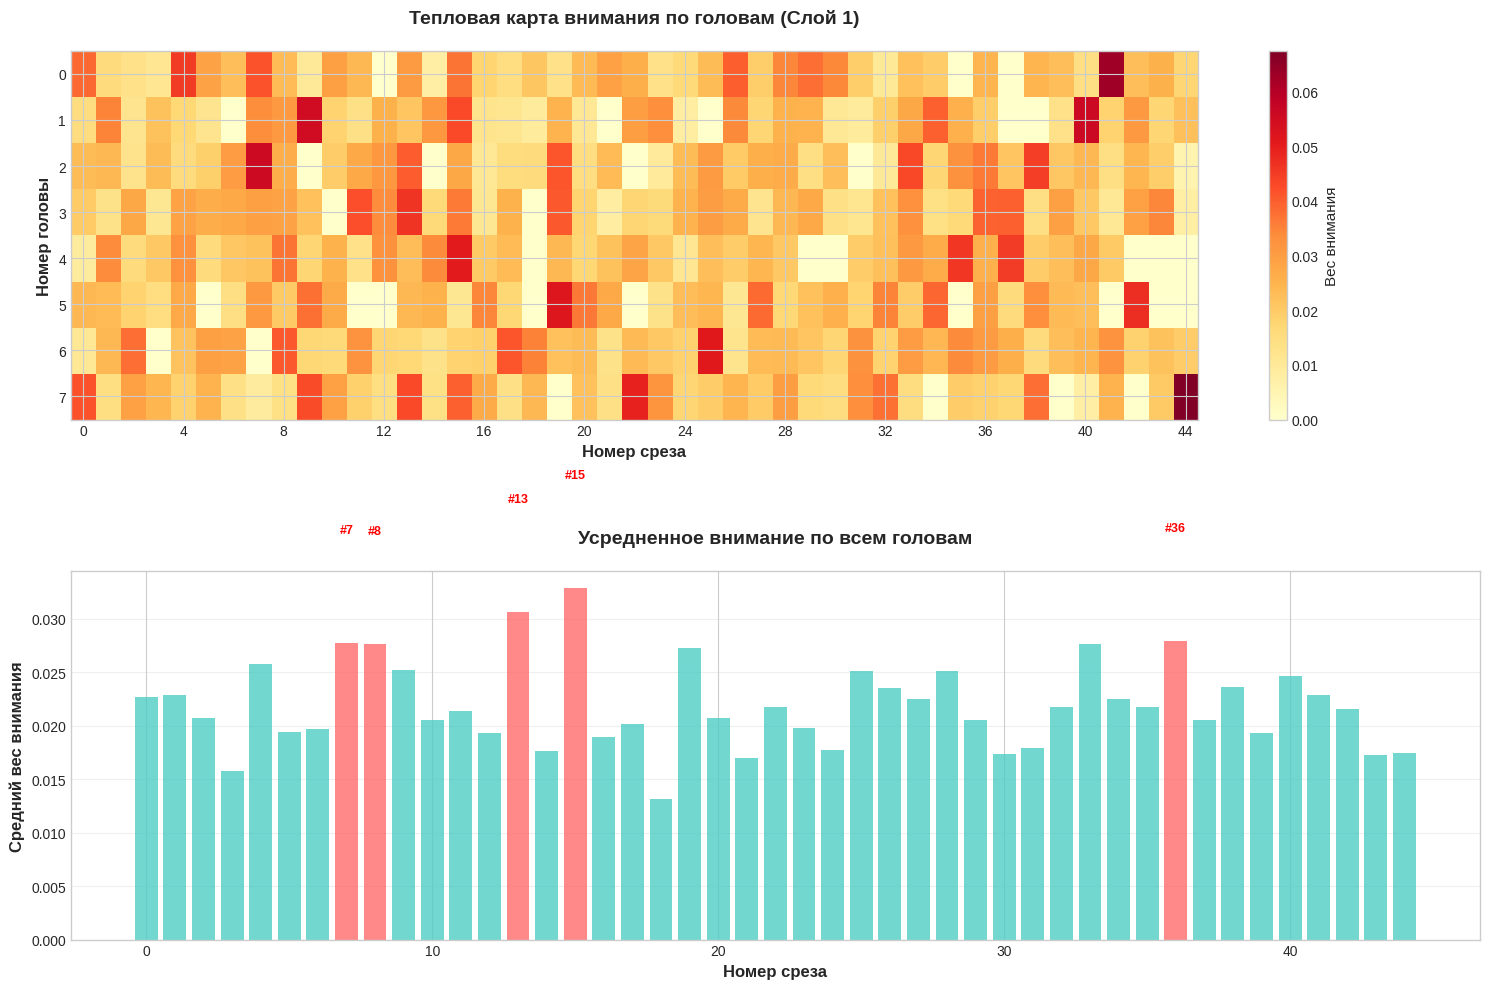 Тепловая карта внимания по головам (Слой 1)
Номер головы
0
1
2
3
4
5
6
7
0 4 8 12 16 20 24 28 32 36 40 44
Номер среза
0.06
0.05
0.04
0.03
0.02
0.01
0.00
Вес внимания
#15
#13
#7 #8 #36
Усредненное внимание по всем головам
Средний вес внимания
0.030
0.025
0.020
0.015
0.010
0.005
0.000
0 10 20 30 40
Номер среза